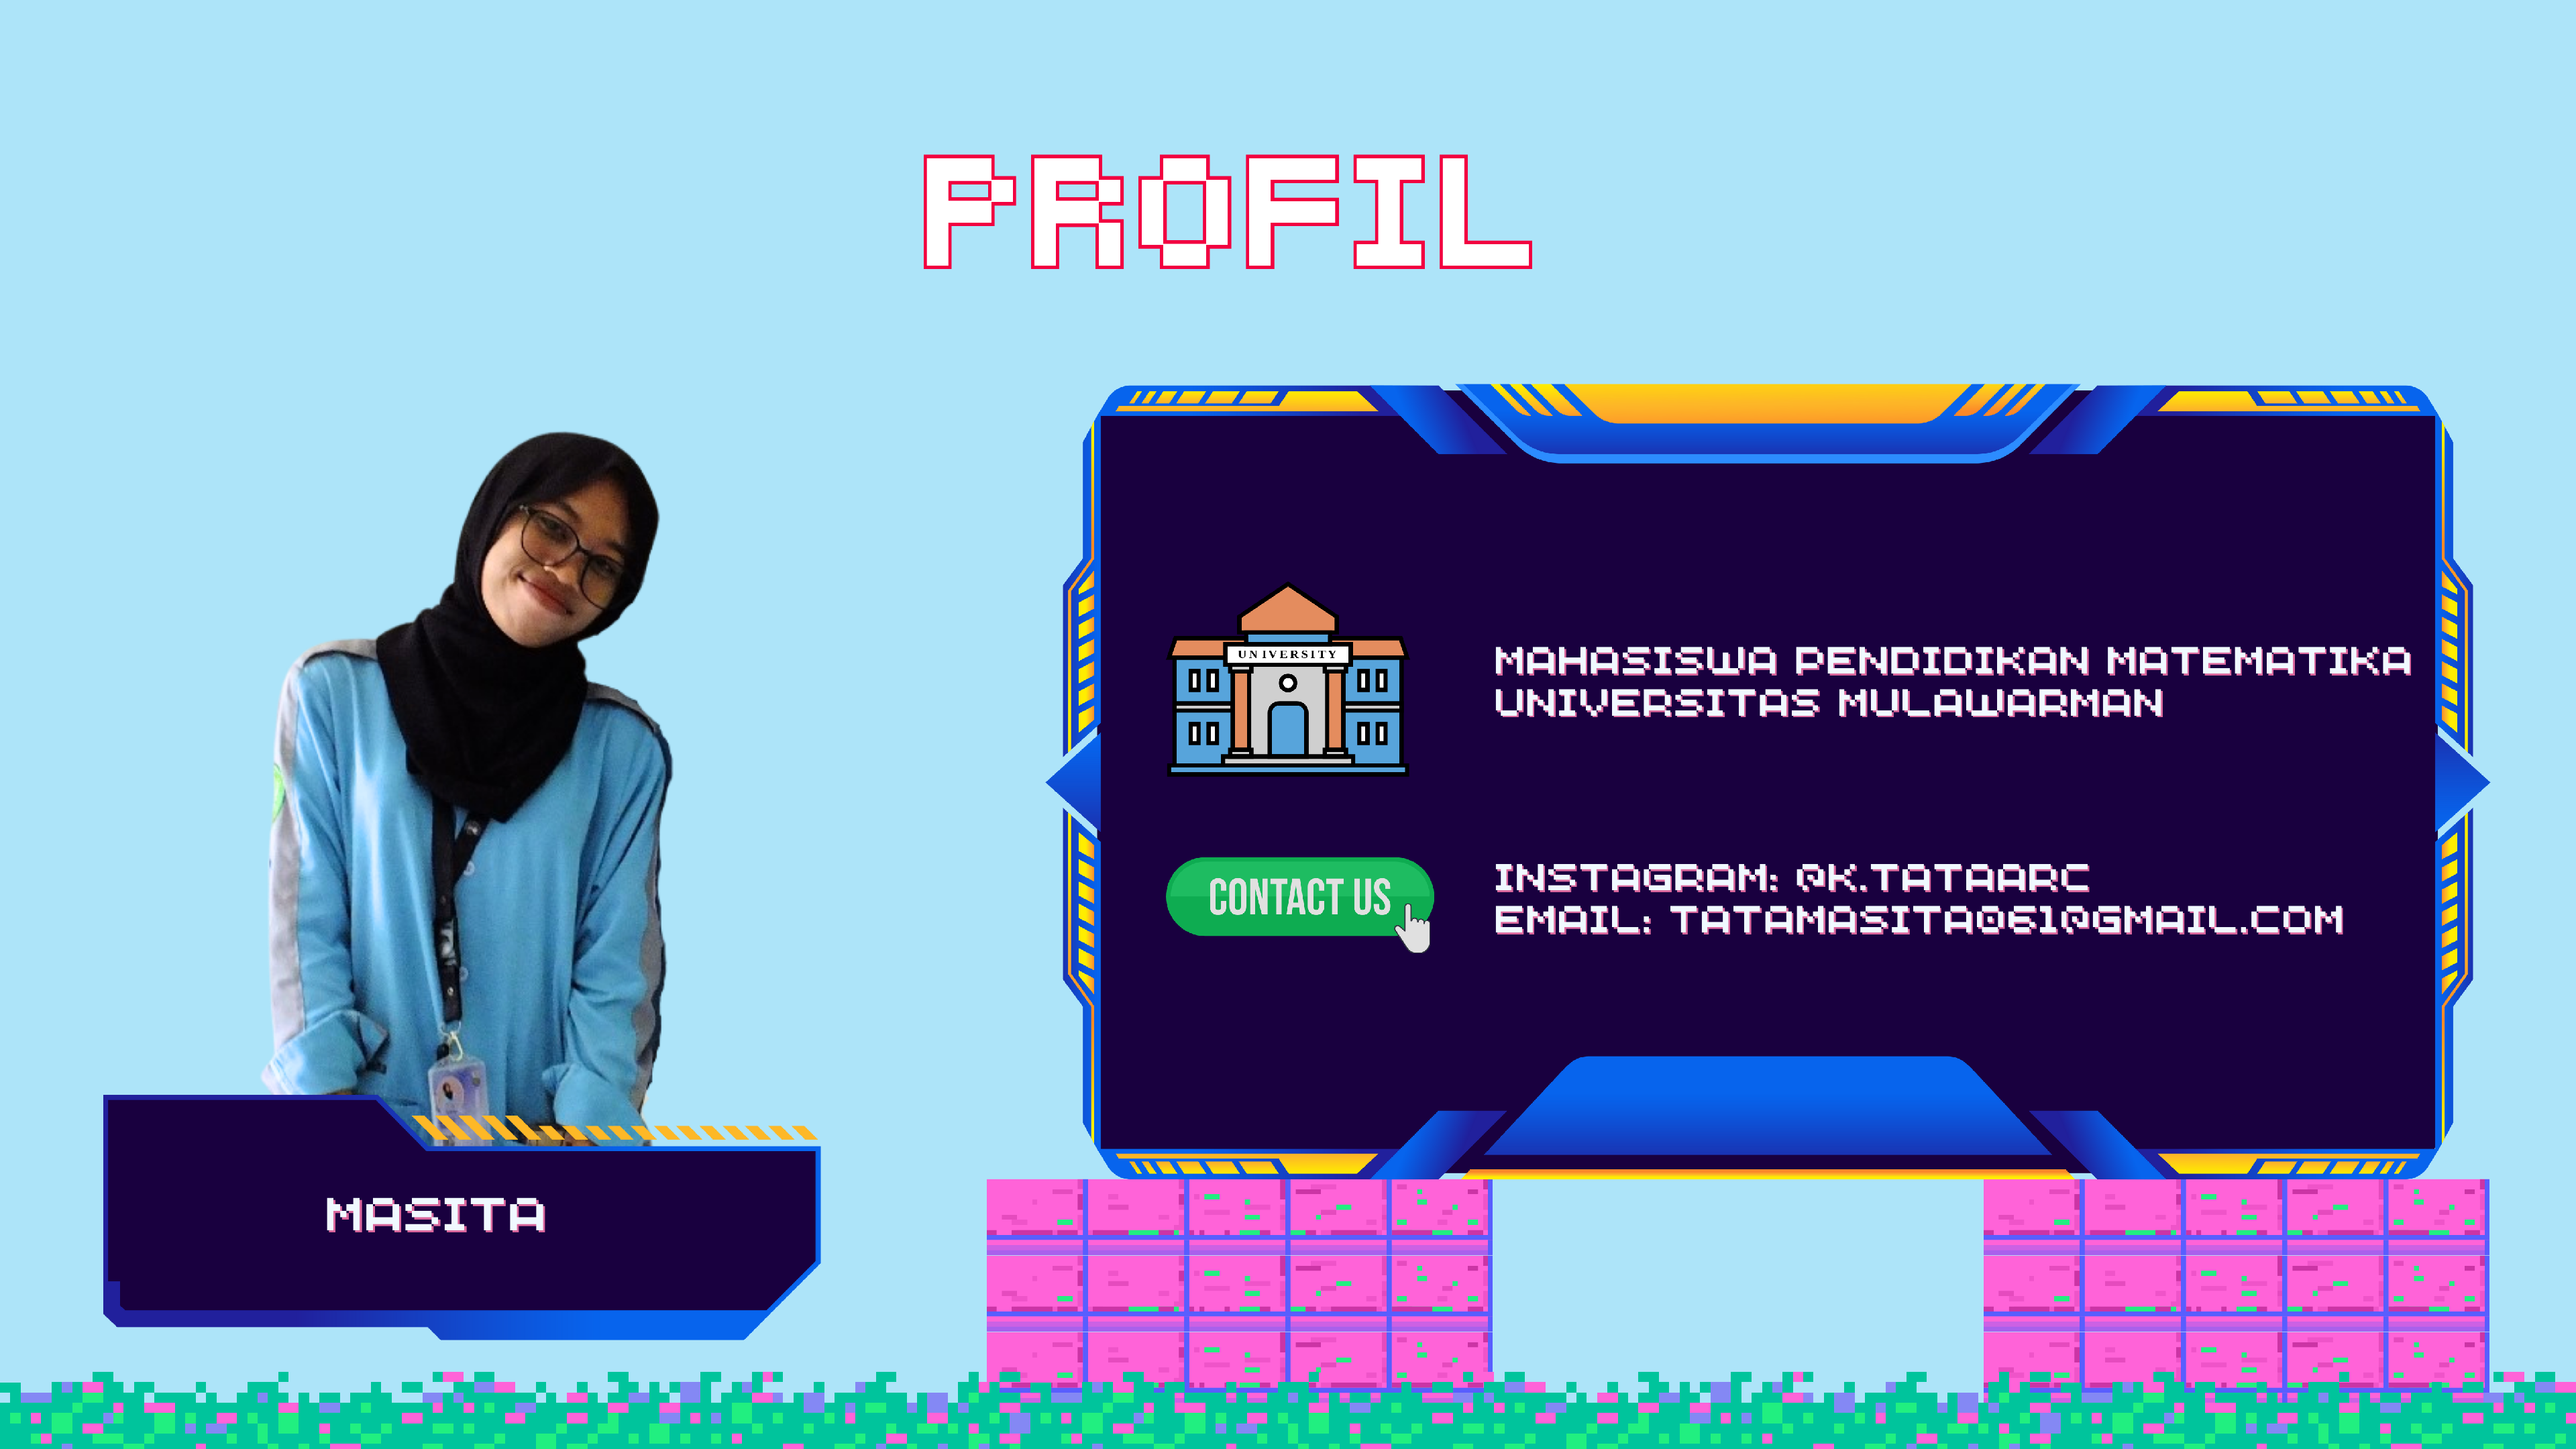 PROFIL
UNIVERSITY
MAHASISWA PENDIDIKAN MATEMATIKA
UNIVERSITAS MULAWARMAN
CONTACT US
INSTAGRAM: @K.TATAARC
EMAIL: TATAMASITA061@GMAIL.COM
MASITA